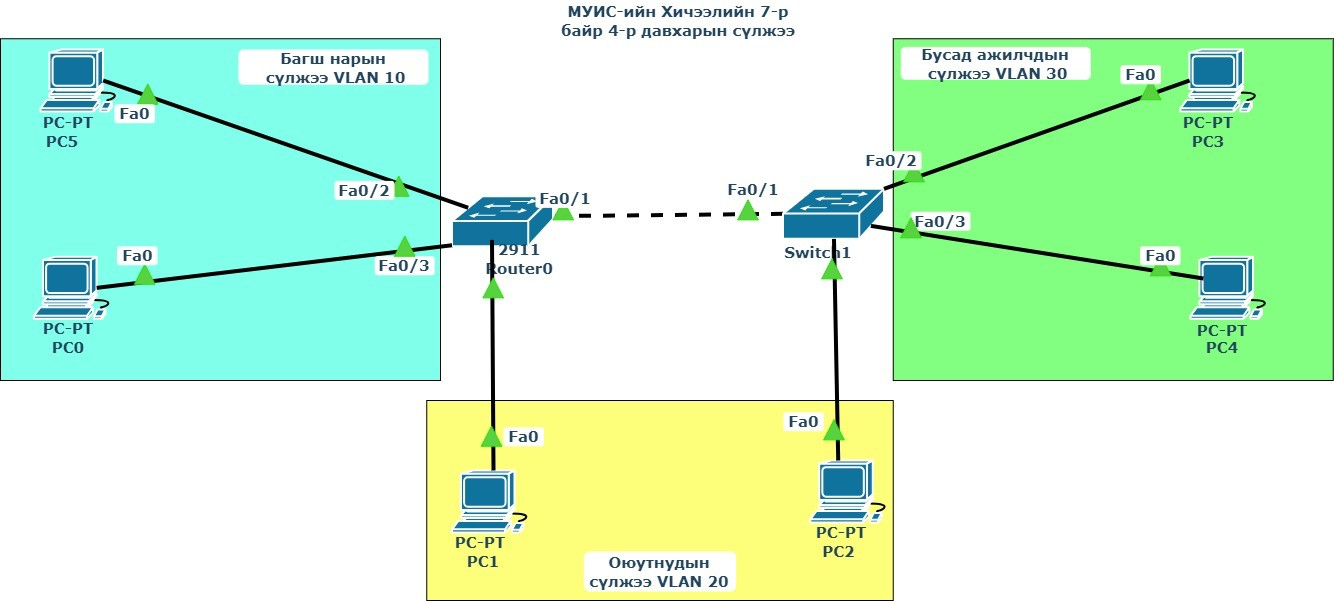 МУИС-ийн Хичээлийн 7-р
байр 4-р давхарын сүлжээ
Багш нарын
сүлжээ VLAN 10
Бусад ажилчдын
сүлжээ VLAN 30
Fa0
PC-PT
PC5
Fa0/2
Fa0/1
Fa0/3
2911
Router0
Fa0
PC-PT
PC0
Fa0/1
Switch1
Fa0/2
Fa0/3
Fa0
PC-PT
PC3
Fa0
PC-PT
PC4
Fa0
PC-PT
PC1
Fa0
PC-PT
PC2
Оюутнудын
сүлжээ VLAN 20